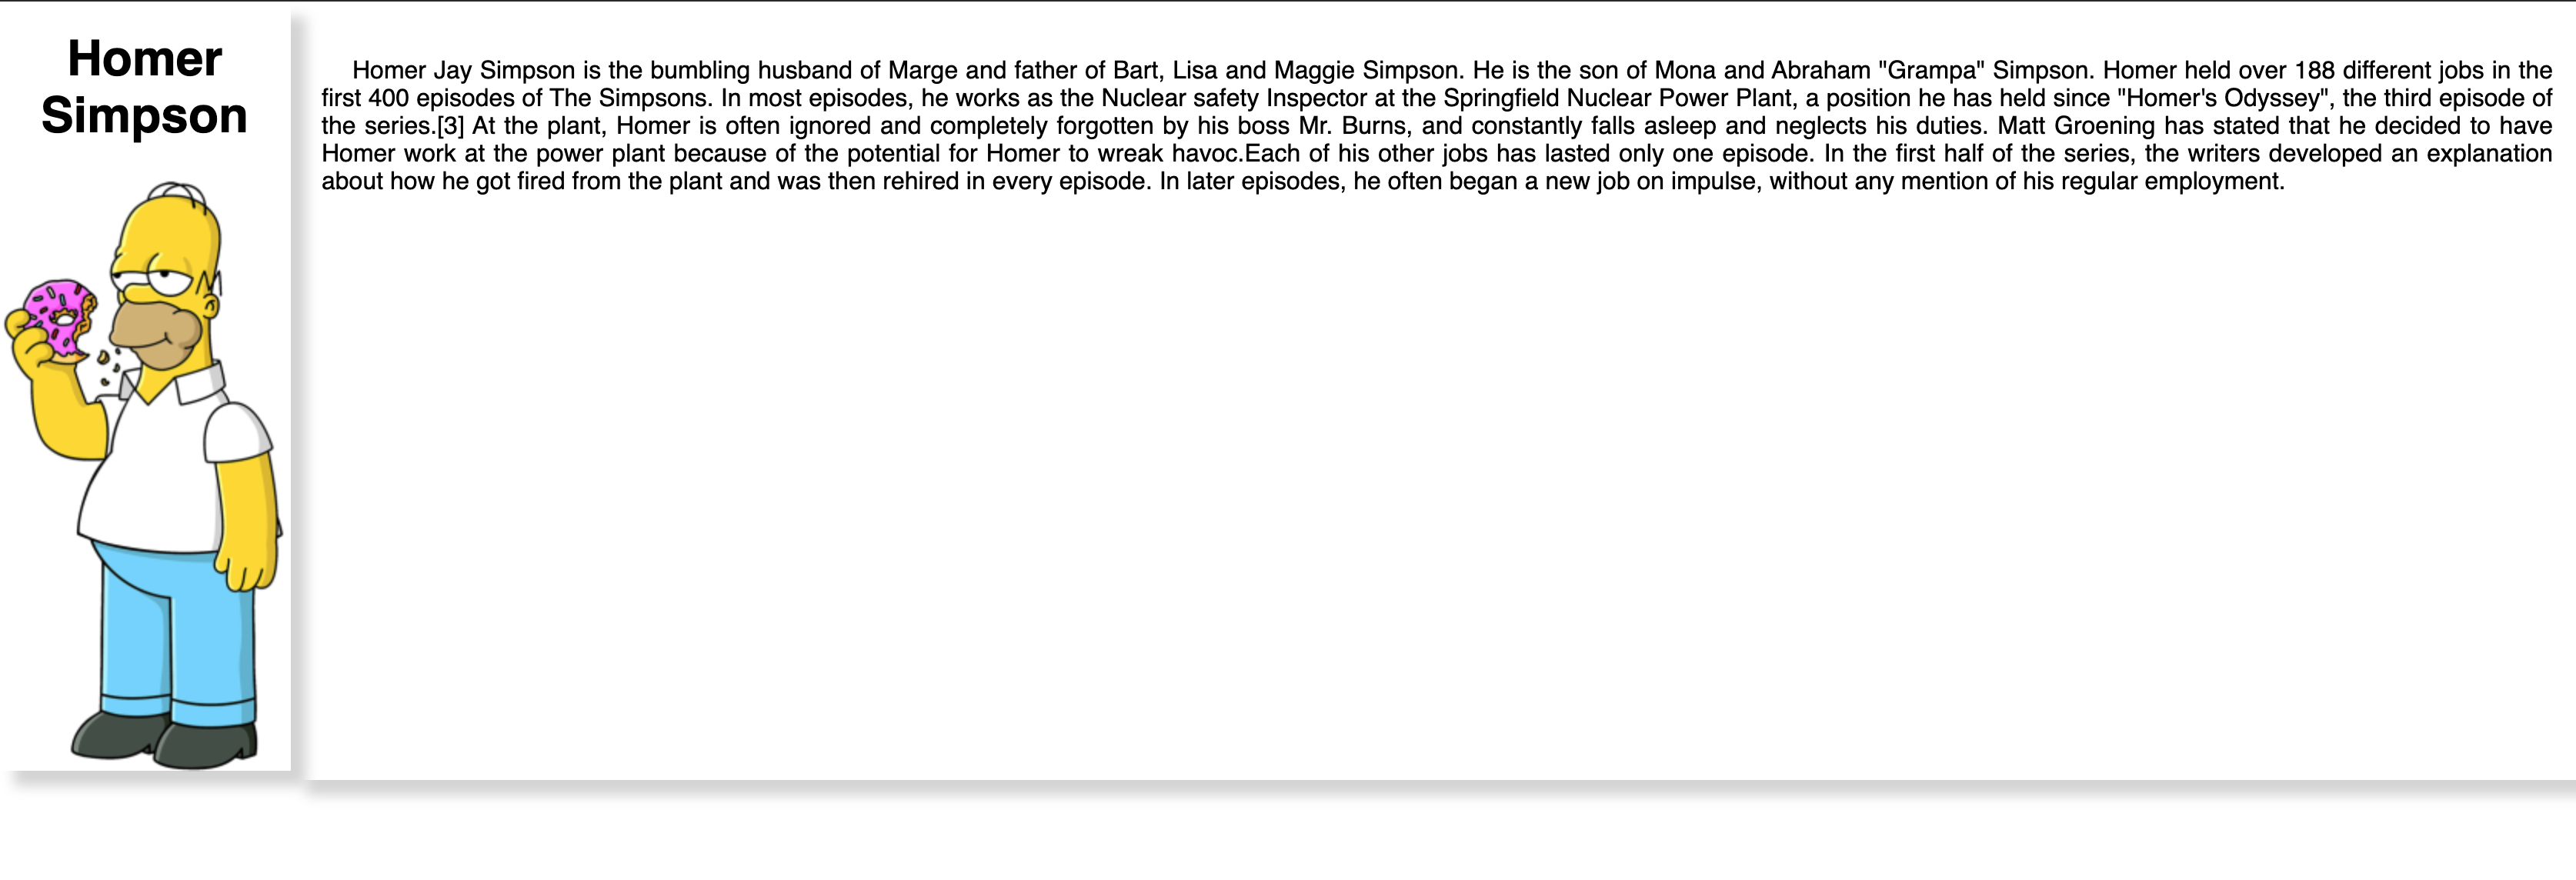 Homer
Simpson
Homer Jay Simpson is the bumbling husband of Marge and father of Bart, Lisa and Maggie Simpson. He is the son of Mona and Abraham "Grampa" Simpson. Homer held over 188 different jobs in the
first 400 episodes of The Simpsons. In most episodes, he works as the Nuclear safety Inspector at the Springfield Nuclear Power Plant, a position he has held since "Homer's Odyssey", the third episode of
the series.[3] At the plant, Homer is often ignored and completely forgotten by his boss Mr. Burns, and constantly falls asleep and neglects his duties. Matt Groening has stated that he decided to have
Homer work at the power plant because of the potential for Homer to wreak havoc.Each of his other jobs has lasted only one episode. In the first half of the series, the writers developed an explanation
about how he got fired from the plant and was then rehired in every episode. In later episodes, he often began a new job on impulse, without any mention of his regular employment.